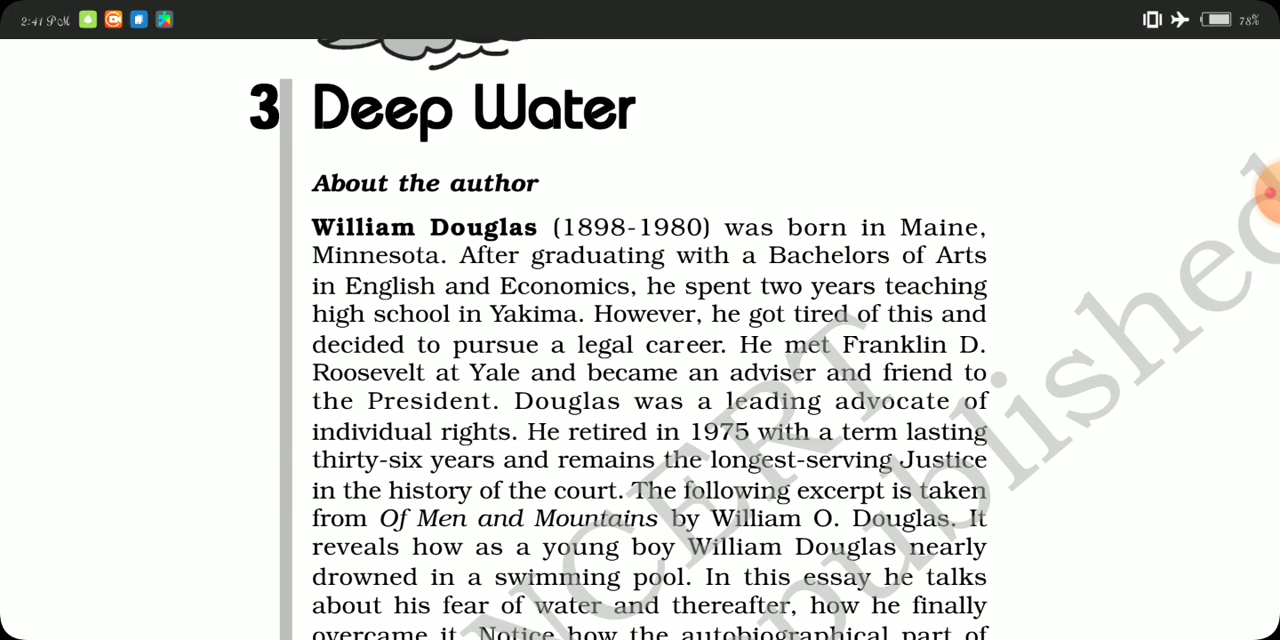 2:41 PM
78%
3 Deep Water
About the author
William Douglas (1898-1980) was born in Maine,
Minnesota. After graduating with a Bachelors of Arts
in English and Economics, he spent two years teaching
high school in Yakima. However, he got tired of this and
decided to pursue a legal career. He met Franklin D.
Roosevelt at Yale and became an adviser and friend to
the President. Douglas was a leading advocate of
individual rights. He retired in 1975 with a term lasting
thirty-six years and remains the longest-serving Justice
in the history of the court. The following excerpt is taken
from Of Men and Mountains by William O. Douglas. It
reveals how as a young boy William Douglas nearly
drowned in a swimming pool. In this essay he talks
about his fear of water and thereafter, how he finally
overcame it. Notice how the autobiographical part of
NCERT
published